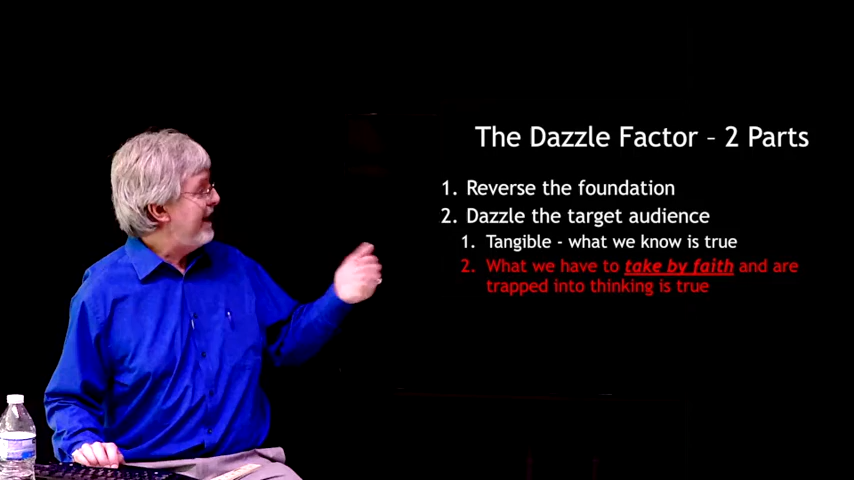 The Dazzle Factor – 2 Parts
1. Reverse the foundation
2. Dazzle the target audience
1. Tangible - what we know is true
2. What we have to take by faith and are
trapped into thinking is true